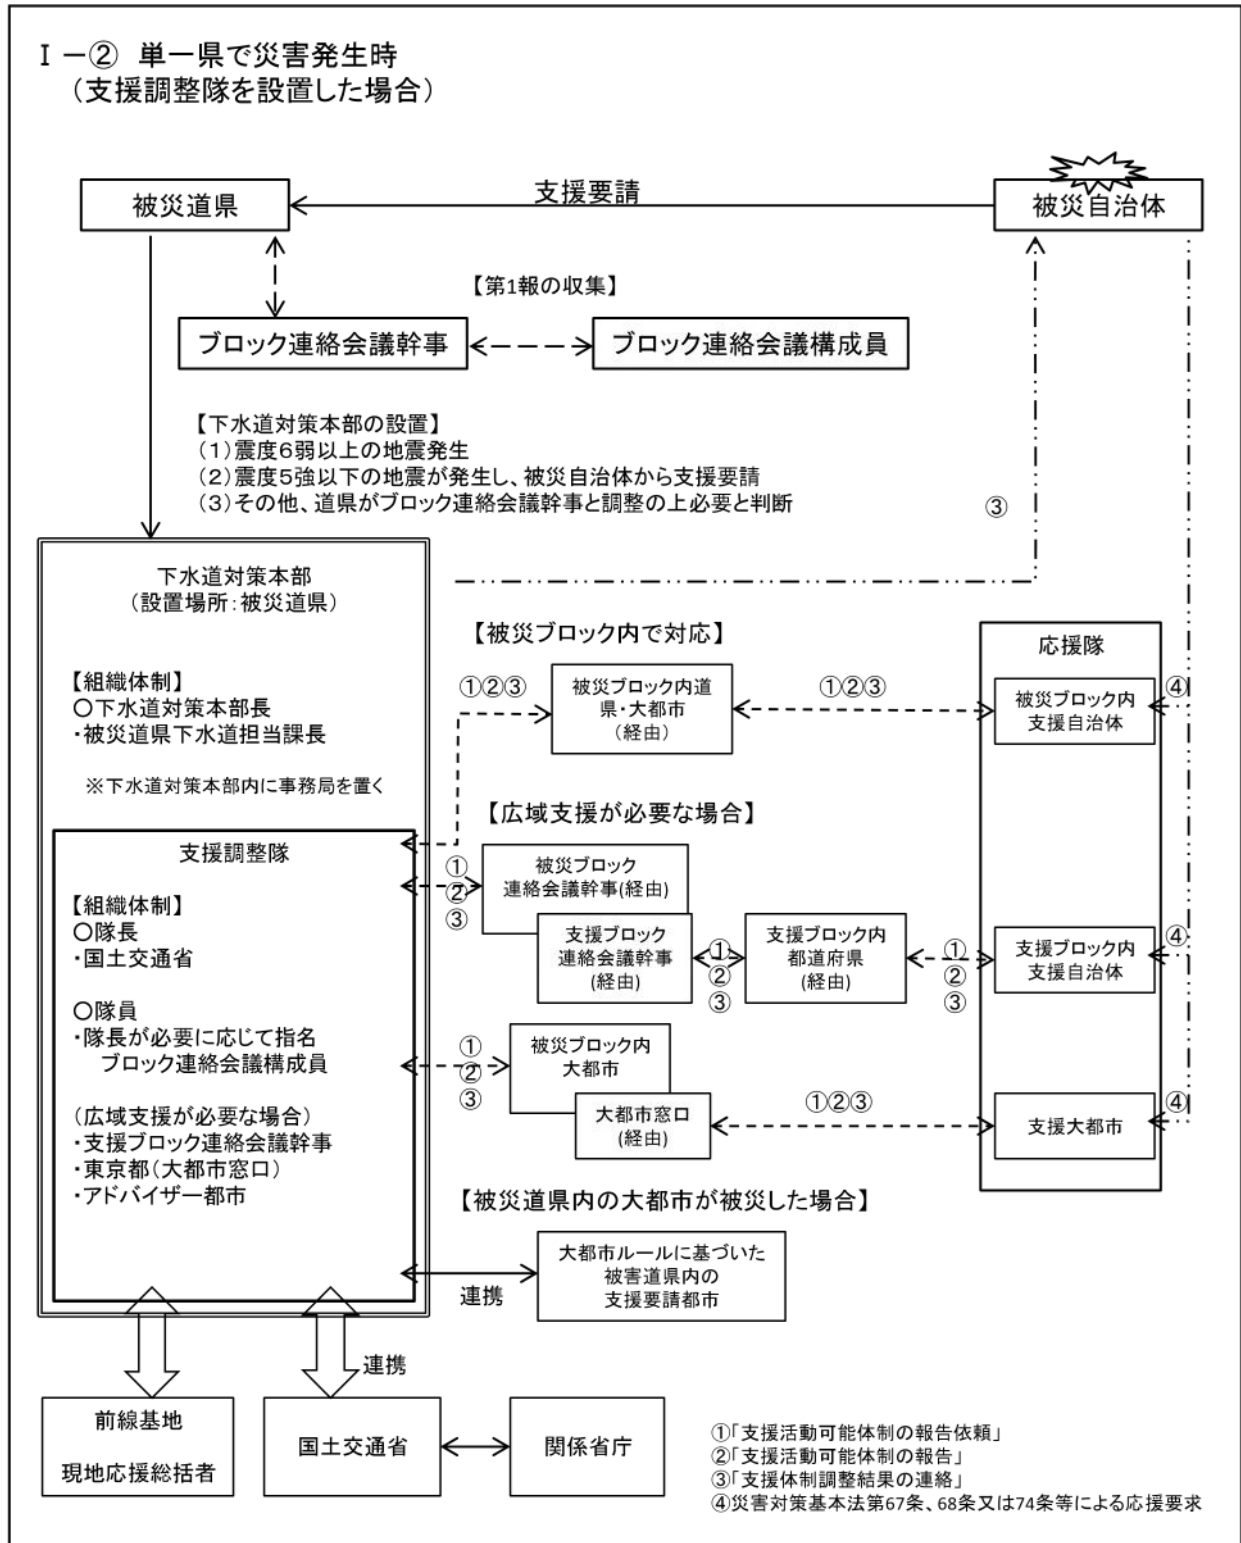 Ⅰ－② 単一県で災害発生時
（支援調整隊を設置した場合）
被災道県
支援要請
被災自治体
【第1報の収集】
ブロック連絡会議幹事
ブロック連絡会議構成員
【下水道対策本部の設置】
（１）震度６弱以上の地震発生
（２）震度５強以下の地震が発生し、被災自治体から支援要請
（３）その他、道県がブロック連絡会議幹事と調整の上必要と判断
③
下水道対策本部
（設置場所：被災道県）
【組織体制】
〇下水道対策本部長
・被災道県下水道担当課長
※下水道対策本部内に事務局を置く
支援調整隊
【組織体制】
〇隊長
・国土交通省
〇隊員
・隊長が必要に応じて指名
ブロック連絡会議構成員
（広域支援が必要な場合）
・支援ブロック連絡会議幹事
・東京都（大都市窓口）
・アドバイザー都市
【被災ブロック内で対応】
①②③
被災ブロック内道
県・大都市
（経由）
①②③
応援隊
被災ブロック内
支援自治体
④
【広域支援が必要な場合】
①
②
③
被災ブロック
連絡会議幹事(経由)
支援ブロック
連絡会議幹事
(経由)
①
②
③
支援ブロック内
都道府県
(経由)
①
②
③
支援ブロック内
支援自治体
④
①
②
③
被災ブロック内
大都市
大都市窓口
(経由)
①②③
支援大都市
④
【被災道県内の大都市が被災した場合】
連携
大都市ルールに基づいた
被害道県内の
支援要請都市
連携
前線基地
現地応援総括者
国土交通省
関係省庁
①「支援活動可能体制の報告依頼」
②「支援活動可能体制の報告」
③「支援体制調整結果の連絡」
④災害対策基本法第67条、68条又は74条等による応援要求